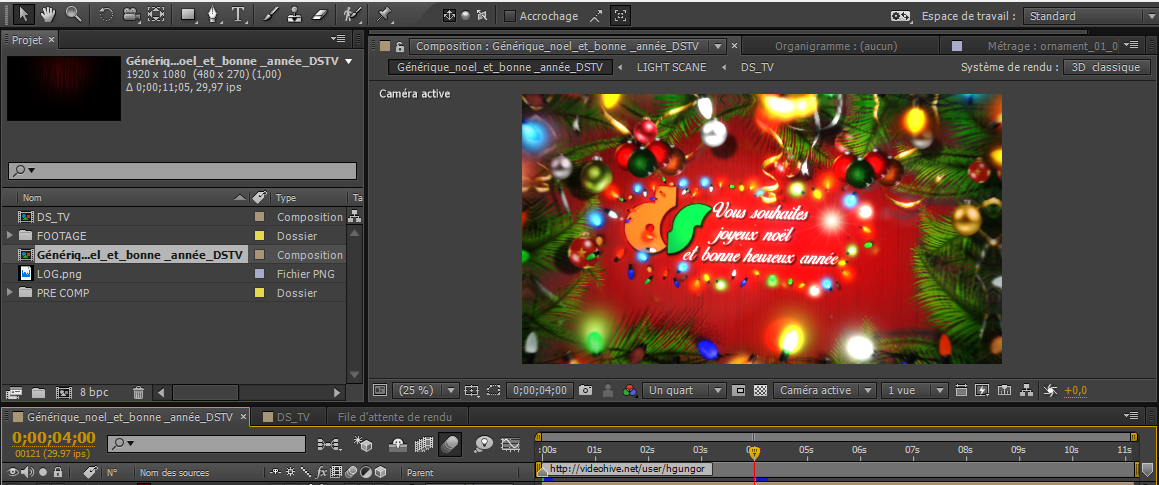 Accrochage
Espace de travail : Standard
Projet ×
Génériq...oel_et_bonne _année_DSTV
1920 x 1080 (480 x 270) (1,00)
Δ 0;00;11;05, 29,97 ips
Nom Type Ta
DS_TV Composition
FOOTAGE Dossier
Génériq...el_et_bonne _année_DSTV Composition
LOG.png Fichier PNG
PRE COMP Dossier
8 bpc
Composition : Générique_noel_et_bonne _année_DSTV
Organigramme : (aucun)
Métrage : ornament_01_0
Générique_noel_et_bonne _année_DSTV LIGHT SCANE DS_TV
Système de rendu : 3D classique
Caméra active
Vous souhaites
joyeux noël
et bonne heureux année
(25 %) 0;00;04;00 Un quart Caméra active 1 vue +0,0
Générique_noel_et_bonne _année_DSTV × DS_TV File d'attente de rendu
0;00;04;00
00121 (29.97 ips)
N° Nom des sources fx Parent
:00s 01s 02s 03s 05s 06s 07s 08s 09s 10s 11s
http://videohive.net/user/hgungor